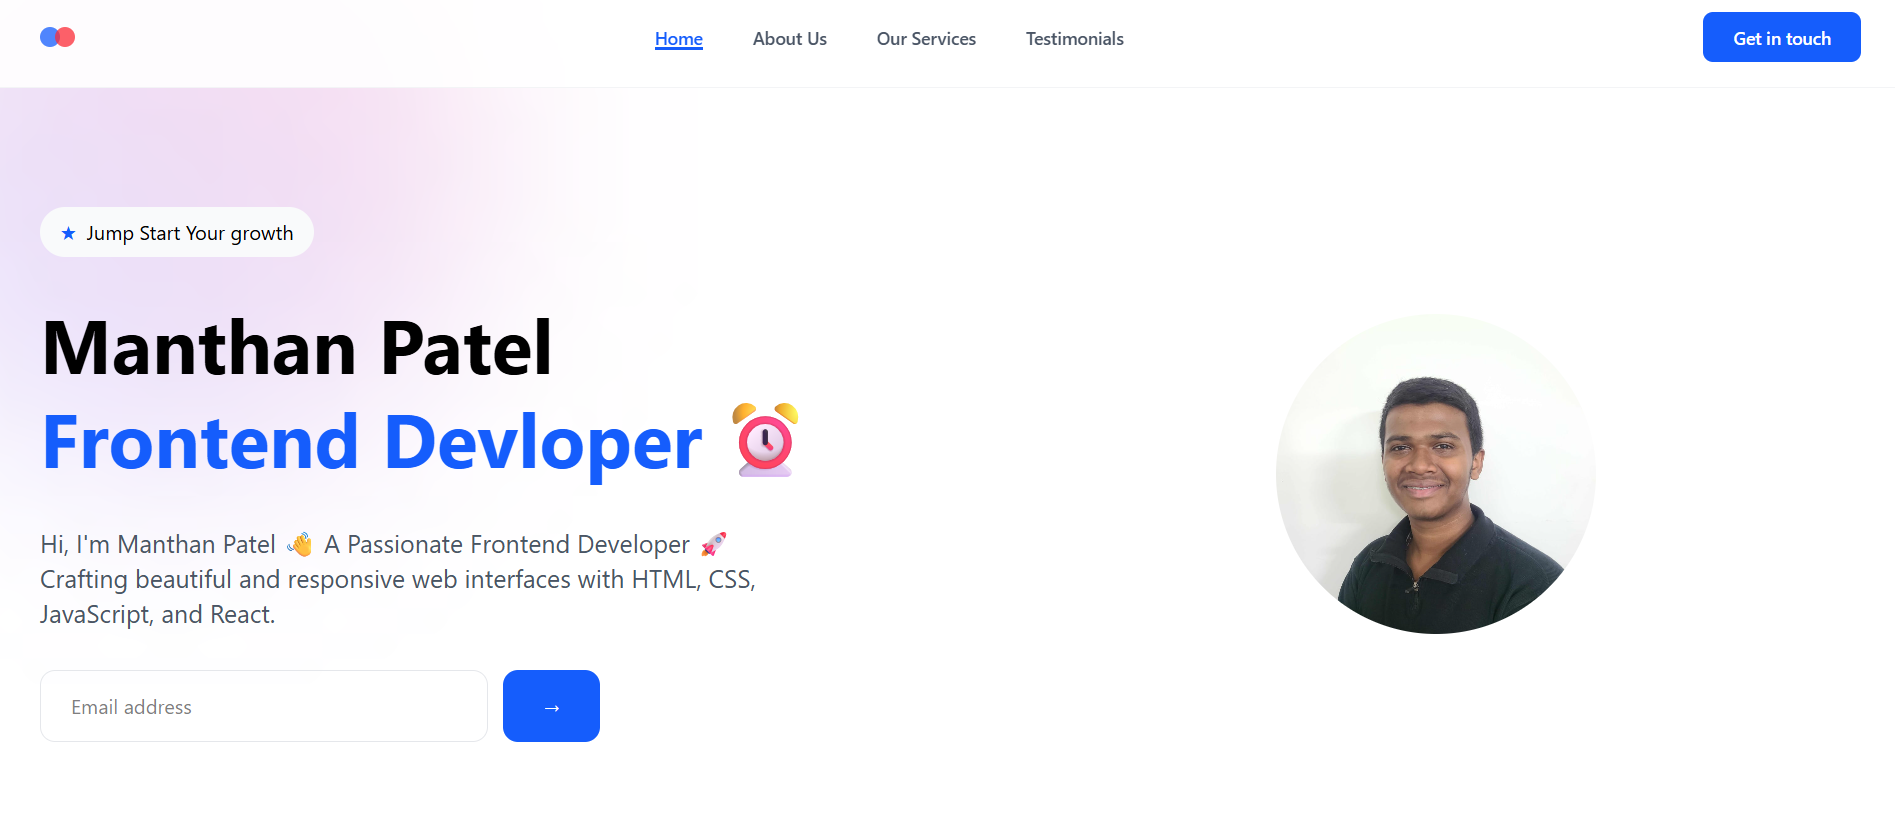 Home About Us Our Services Testimonials Get in touch
★ Jump Start Your growth
Manthan Patel
Frontend Devloper ⏰
Hi, I'm Manthan Patel 👋 A Passionate Frontend Developer 🚀
Crafting beautiful and responsive web interfaces with HTML, CSS,
JavaScript, and React.
Email address →